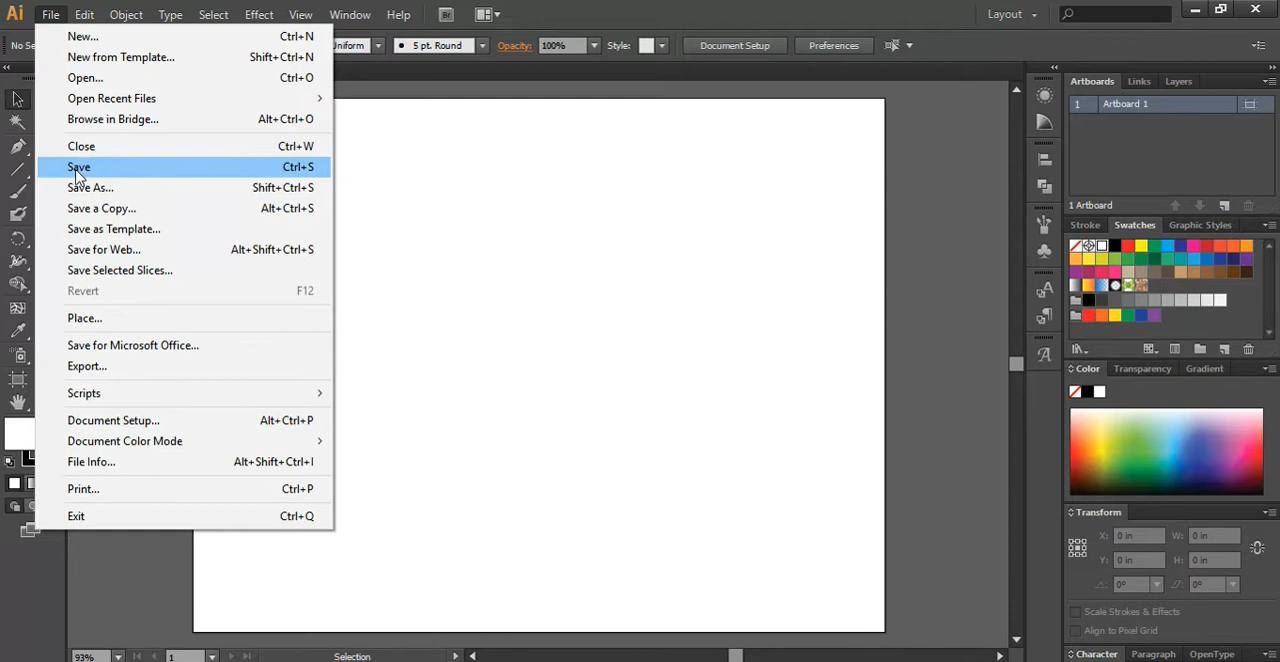 Ai File Edit Object Type Select Effect View Window Help Br Layout
No Se Uniform 5 pt. Round Opacity: 100% Style: Document Setup Preferences
New... Ctrl+N
New from Template... Shift+Ctrl+N
Open... Ctrl+O
Open Recent Files
Browse in Bridge... Alt+Ctrl+O
Close Ctrl+W
Save Ctrl+S
Save As... Shift+Ctrl+S
Save a Copy... Alt+Ctrl+S
Save as Template...
Save for Web... Alt+Shift+Ctrl+S
Save Selected Slices...
Revert F12
Place...
Save for Microsoft Office...
Export...
Scripts
Document Setup... Alt+Ctrl+P
Document Color Mode
File Info... Alt+Shift+Ctrl+I
Print... Ctrl+P
Exit Ctrl+Q
Artboards Links Layers
1 Artboard 1
1 Artboard
Stroke Swatches Graphic Styles
Color Transparency Gradient
Transform
X: 0 in W: 0 in
Y: 0 in H: 0 in
0° 0°
Scale Strokes & Effects
Align to Pixel Grid
Character Paragraph OpenType
93% 1 Selection